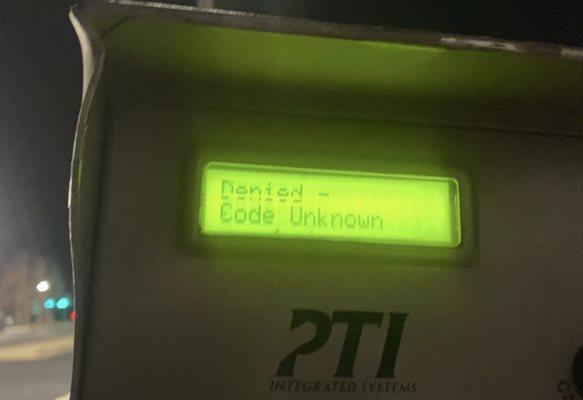 Denied -
Code Unknown
PTI
INTEGRATED SYSTEMS